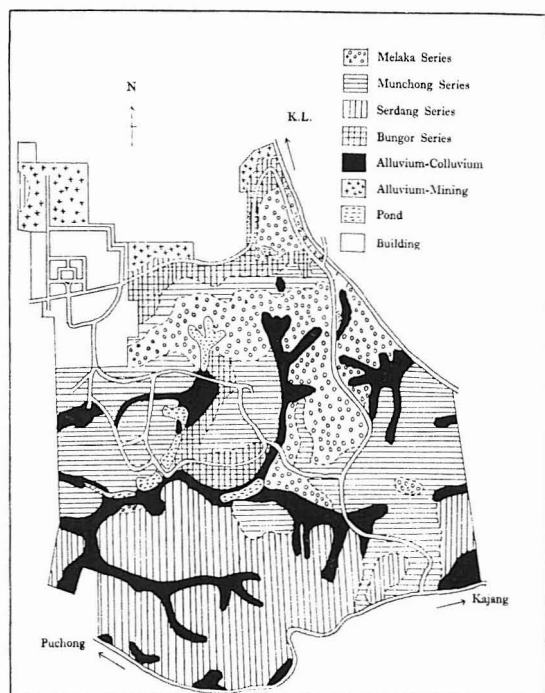 Melaka Series
N
Munchong Series
Serdang Series
K.L.
Bungor Series
Alluvium-Colluvium
Alluvium-Mining
Pond
Building
Kajang
Puchong